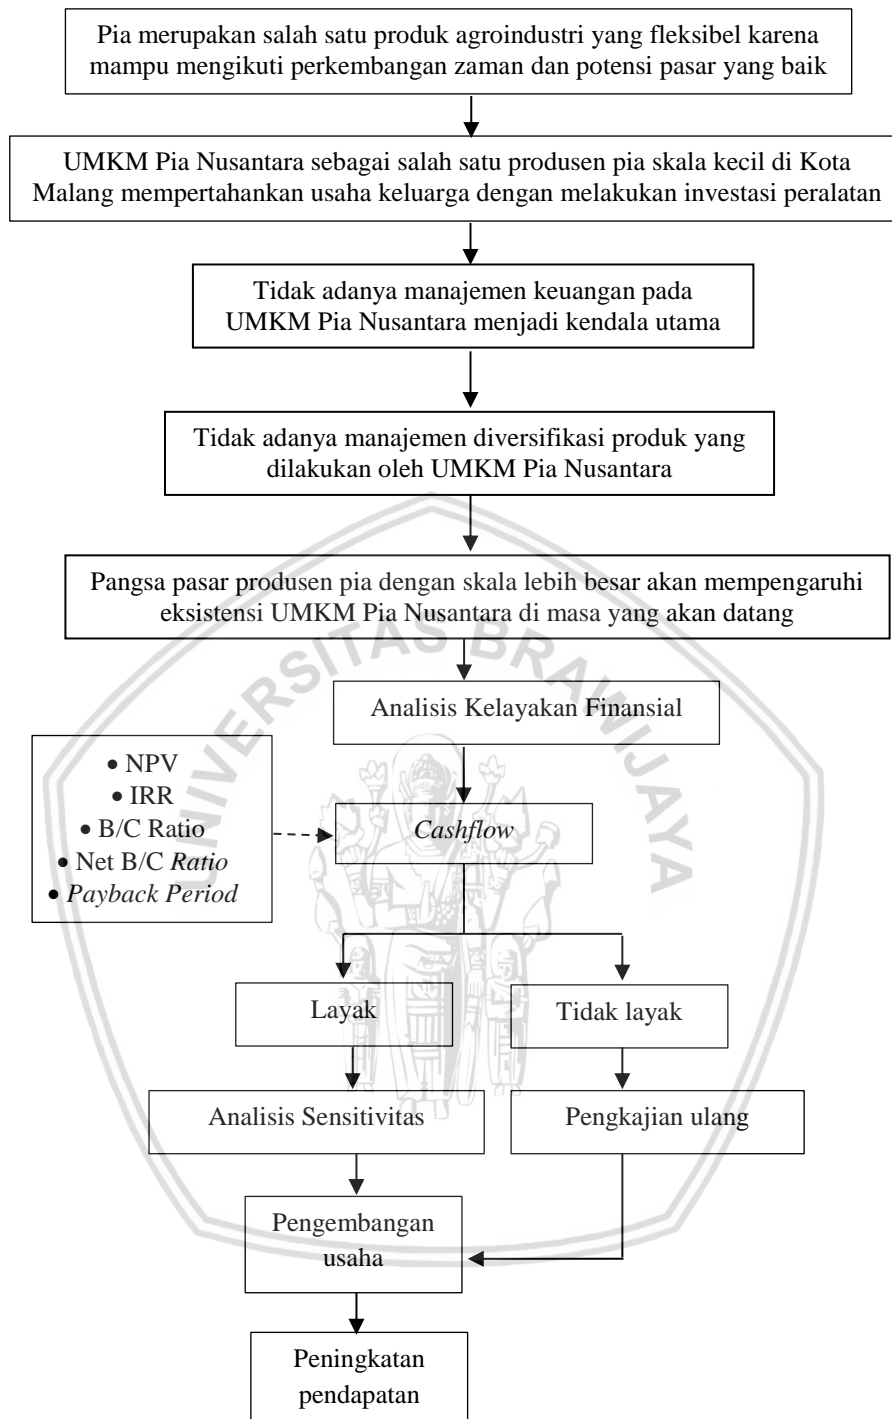 Pia merupakan salah satu produk agroindustri yang fleksibel karena
mampu mengikuti perkembangan zaman dan potensi pasar yang baik
UMKM Pia Nusantara sebagai salah satu produsen pia skala kecil di Kota
Malang mempertahankan usaha keluarga dengan melakukan investasi peralatan
Tidak adanya manajemen keuangan pada
UMKM Pia Nusantara menjadi kendala utama
Tidak adanya manajemen diversifikasi produk yang
dilakukan oleh UMKM Pia Nusantara
Pangsa pasar produsen pia dengan skala lebih besar akan mempengaruhi
eksistensi UMKM Pia Nusantara di masa yang akan datang
UNIVERSITAS BRAWIJAYA
Analisis Kelayakan Finansial
• NPV
• IRR
• B/C Ratio
• Net B/C Ratio
• Payback Period
Cashflow
Layak
Tidak layak
Analisis Sensitivitas
Pengkajian ulang
Pengembangan
usaha
Peningkatan
pendapatan